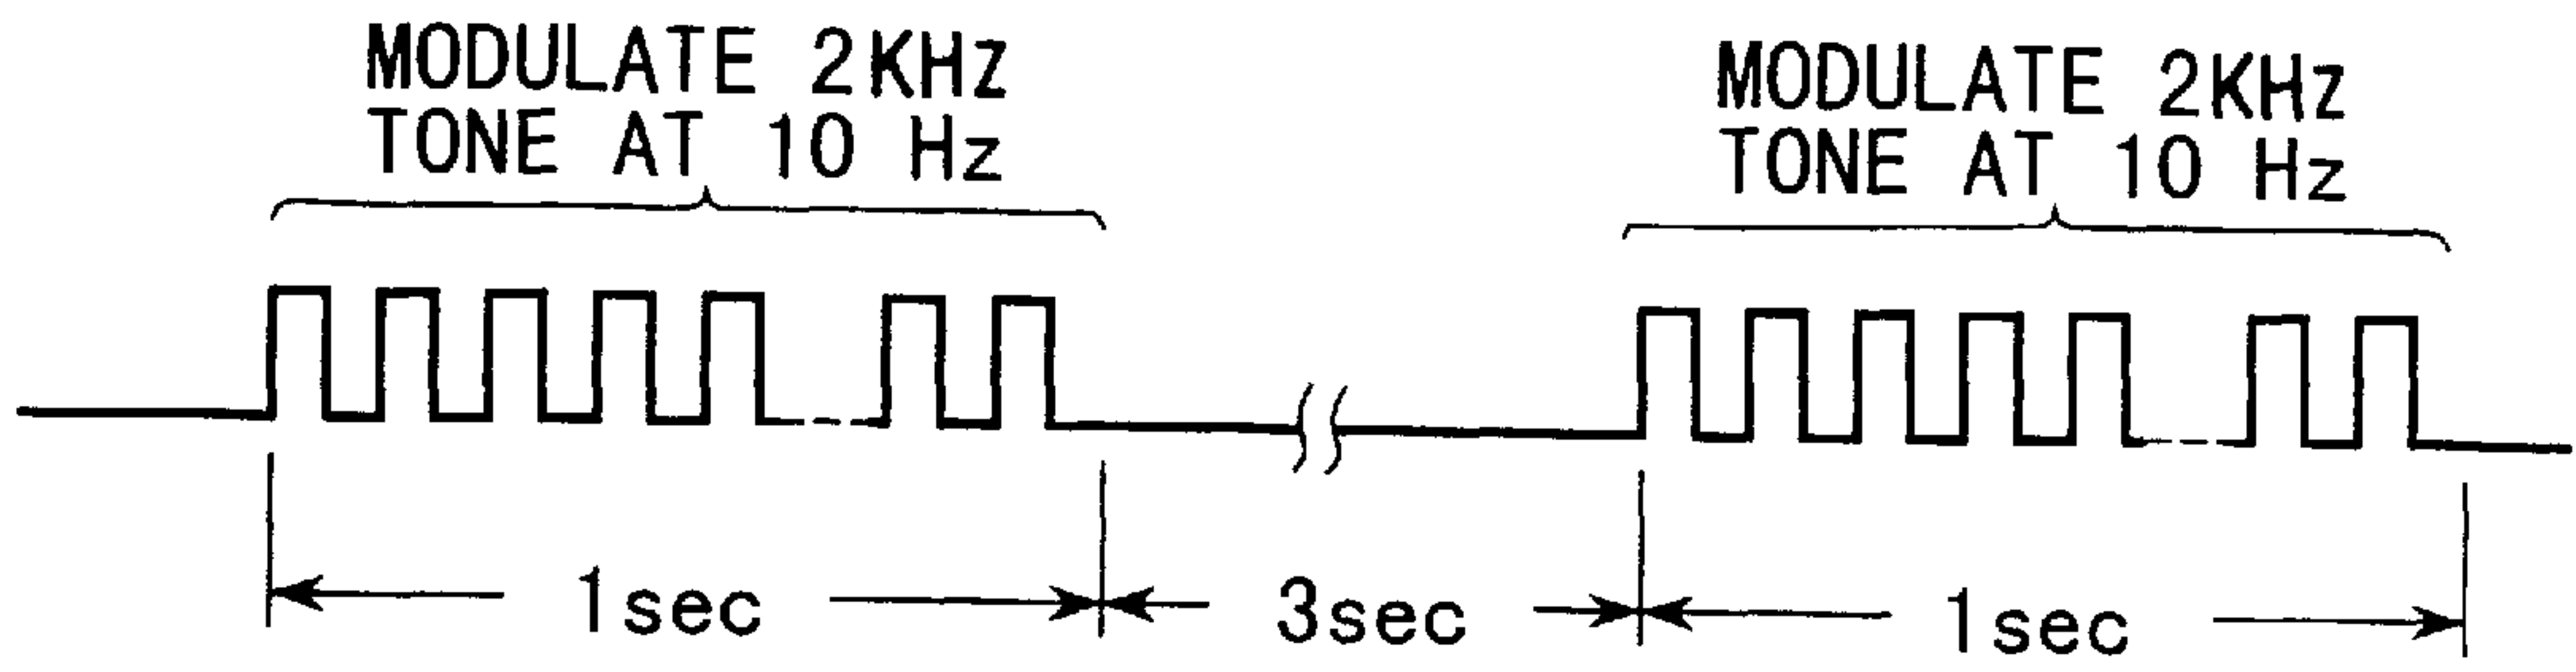 MODULATE 2KHZ
TONE AT 10 Hz
MODULATE 2KHZ
TONE AT 10 Hz
1sec
3sec
1sec